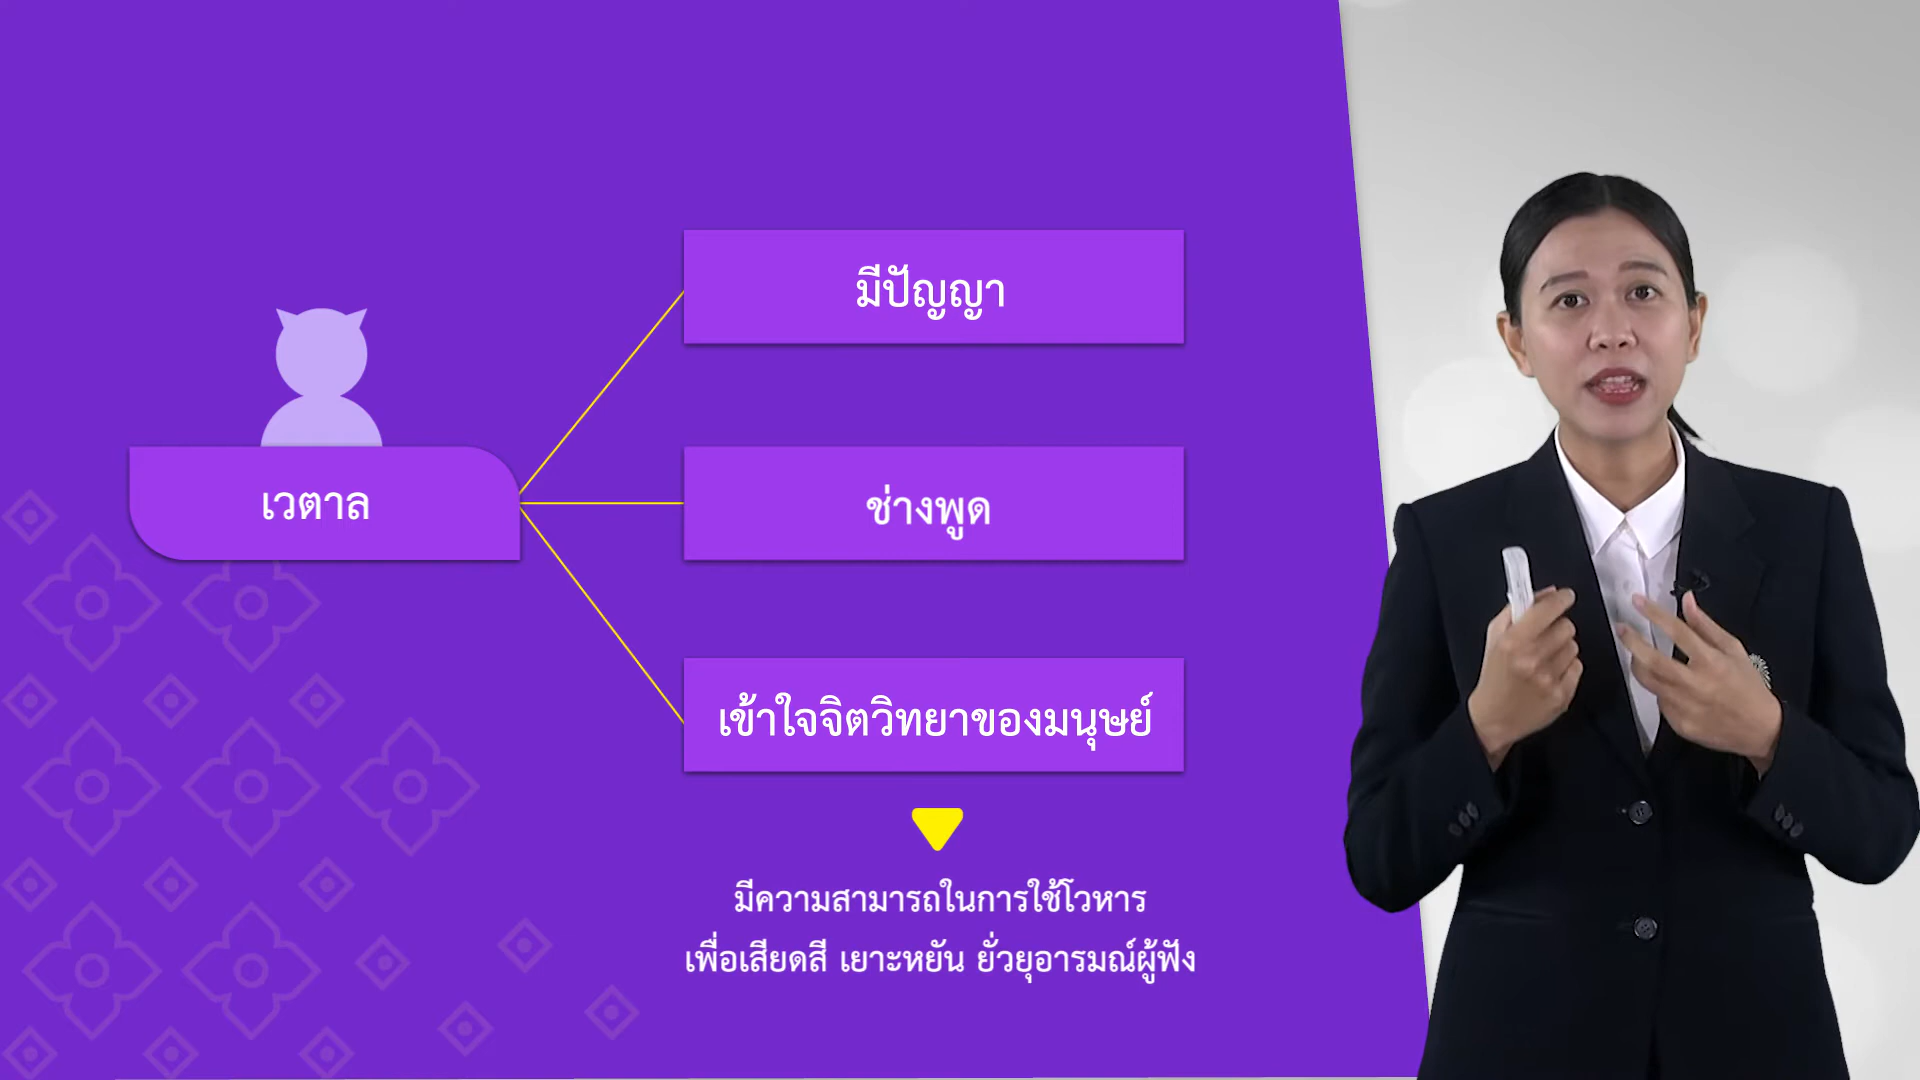 เวตาล
มีปัญญา
ช่างพูด
เข้าใจจิตวิทยาของมนุษย์
มีความสามารถในการใช้โวหาร
เพื่อเสียดสี เยาะหยัน ยั่วยุอารมณ์ผู้ฟัง